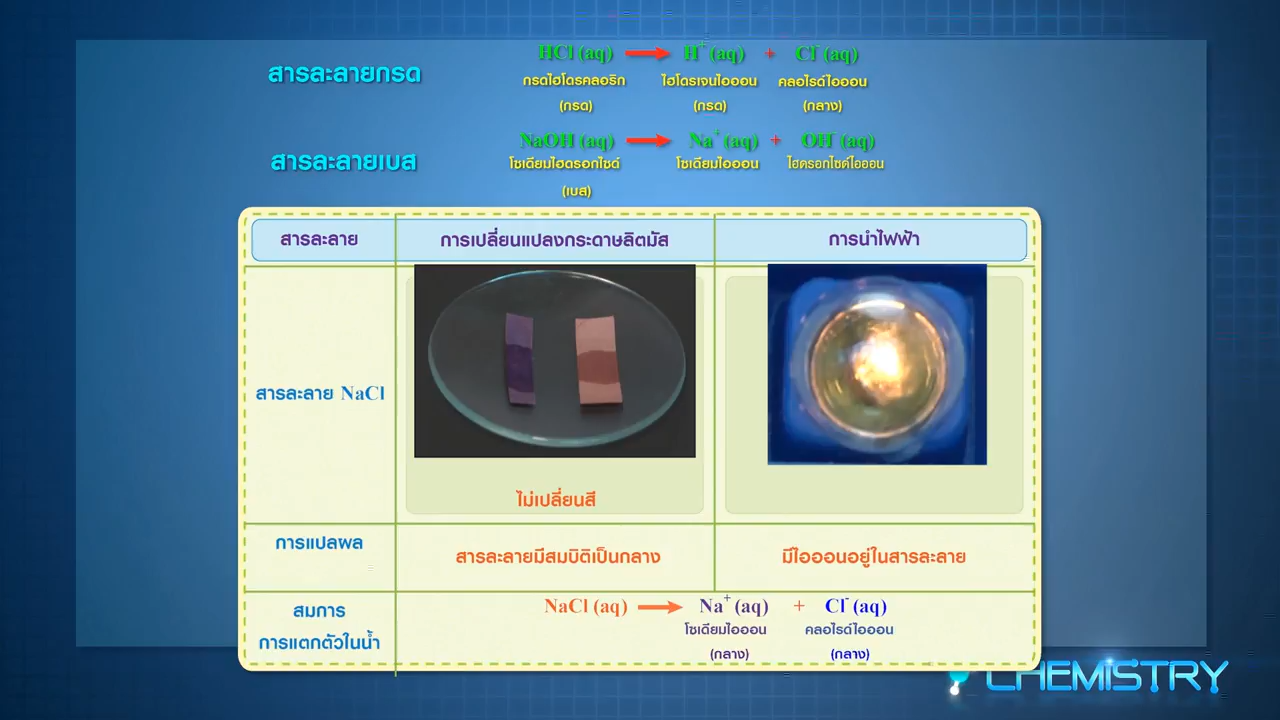 สารละลายกรด
HCl (aq) → H⁺ (aq) + Cl⁻ (aq)
กรดไฮโดรคลอริก ไฮโดรเจนไอออน คลอไรด์ไอออน
(กรด) (กรด) (กลาง)
สารละลายเบส
NaOH (aq) → Na⁺ (aq) + OH⁻ (aq)
โซเดียมไฮดรอกไซด์ โซเดียมไอออน ไฮดรอกไซด์ไอออน
(เบส)
สารละลาย การเปลี่ยนแปลงกระดาษลิตมัส การนำไฟฟ้า
สารละลาย NaCl
ไม่เปลี่ยนสี
การแปลผล
สารละลายมีสมบัติเป็นกลาง มีไอออนอยู่ในสารละลาย
สมการ
การแตกตัวในน้ำ
NaCl (aq) → Na⁺ (aq) + Cl⁻ (aq)
โซเดียมไอออน คลอไรด์ไอออน
(กลาง) (กลาง)
CHEMISTRY